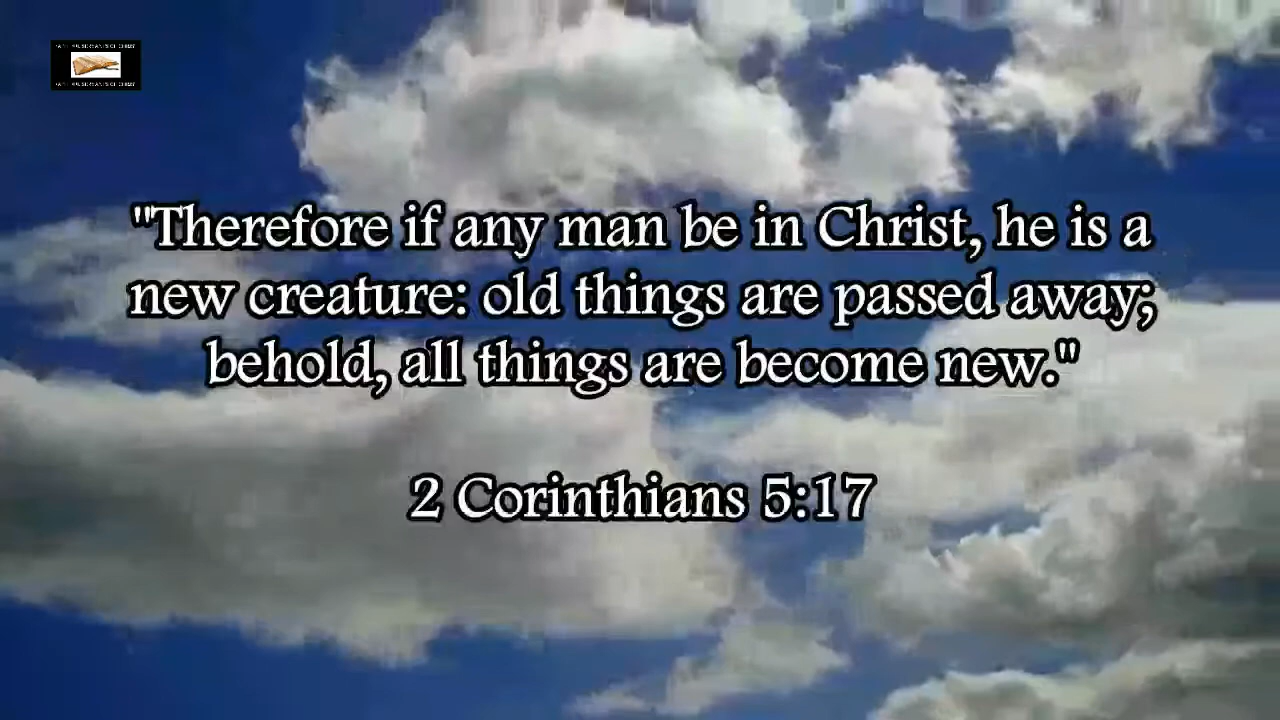 "Therefore if any man be in Christ, he is a
new creature: old things are passed away;
behold, all things are become new."
2 Corinthians 5:17